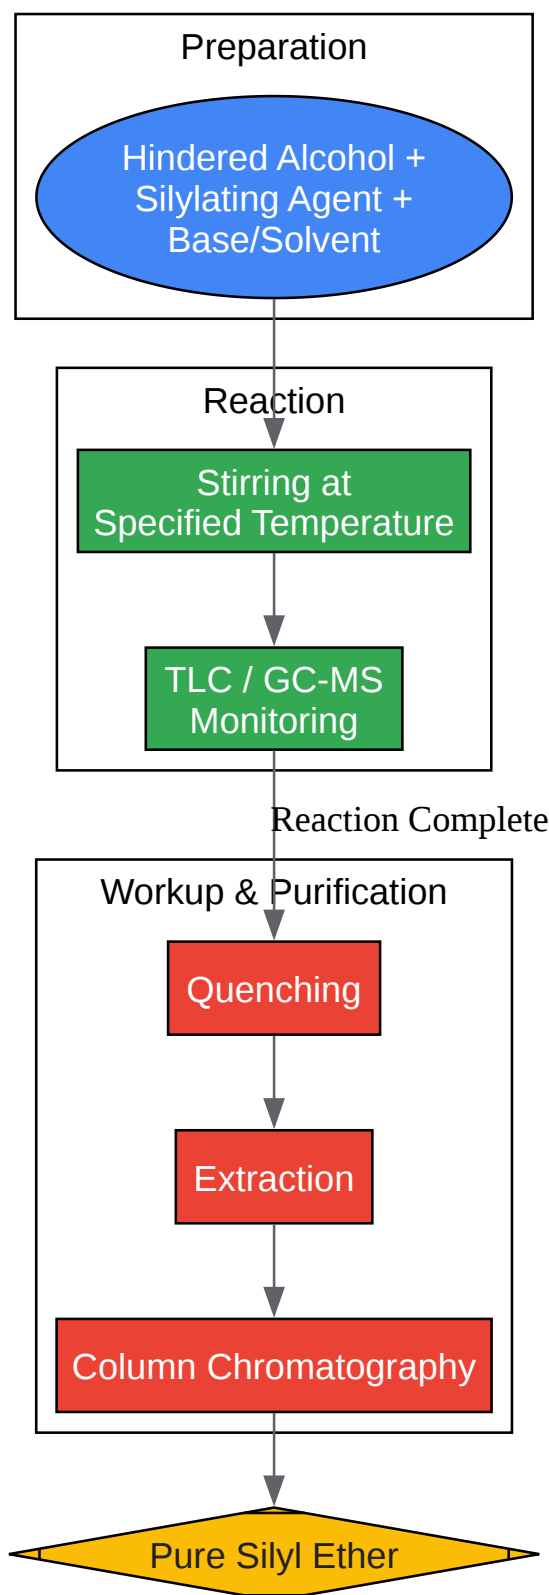 Preparation
Hindered Alcohol +
Silylating Agent +
Base/Solvent
Reaction
Stirring at
Specified Temperature
TLC / GC-MS
Monitoring
Reaction Complete
Workup & Purification
Quenching
Extraction
Column Chromatography
Pure Silyl Ether